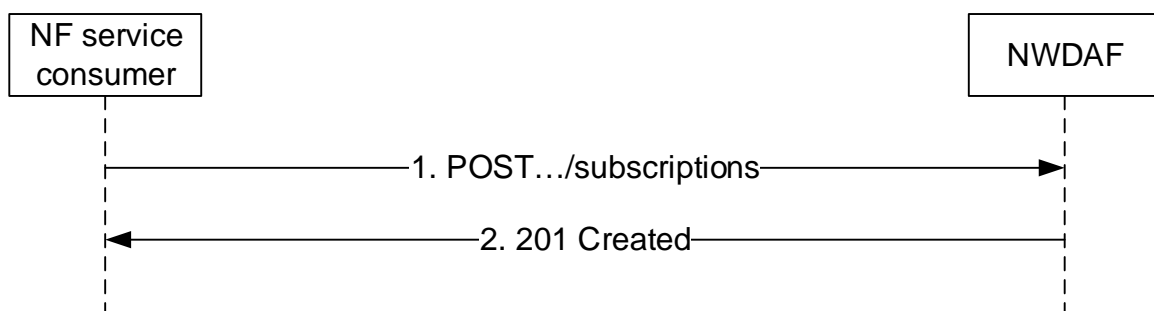 NF service
consumer
NWDAF
1. POST…/subscriptions
2. 201 Created